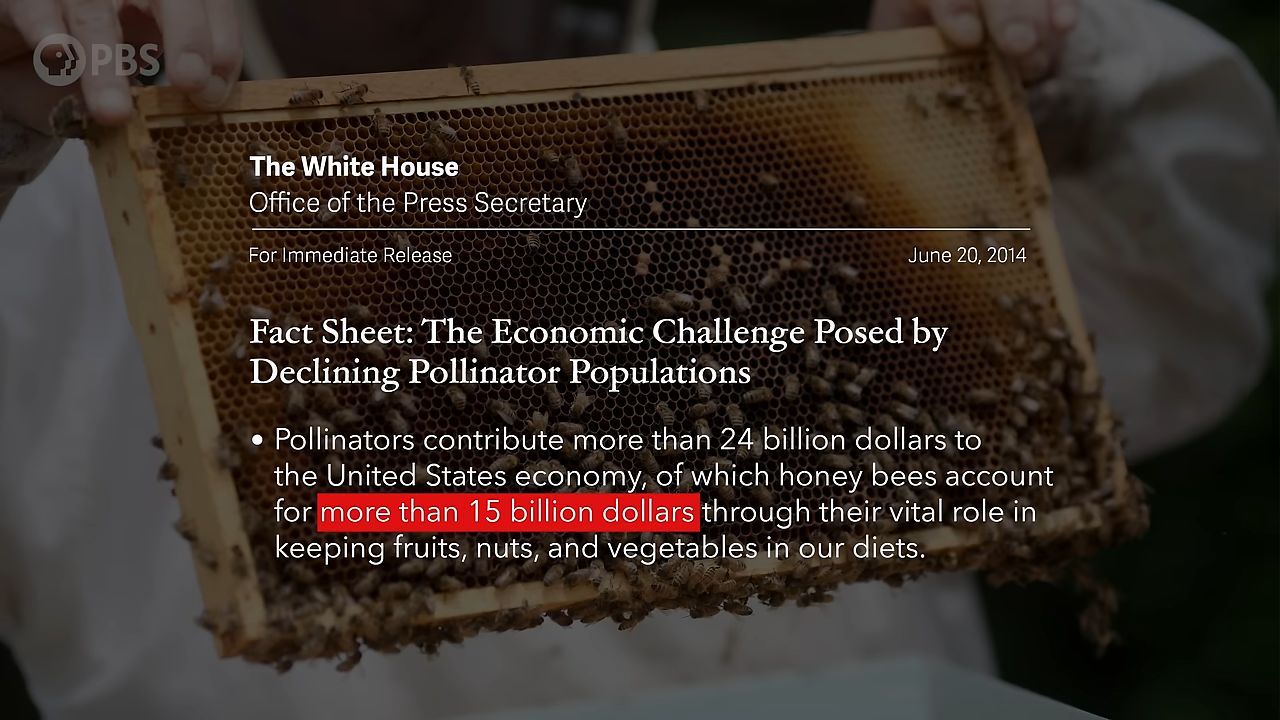 PBS
The White House
Office of the Press Secretary
For Immediate Release June 20, 2014
Fact Sheet: The Economic Challenge Posed by
Declining Pollinator Populations
• Pollinators contribute more than 24 billion dollars to
the United States economy, of which honey bees account
for more than 15 billion dollars through their vital role in
keeping fruits, nuts, and vegetables in our diets.